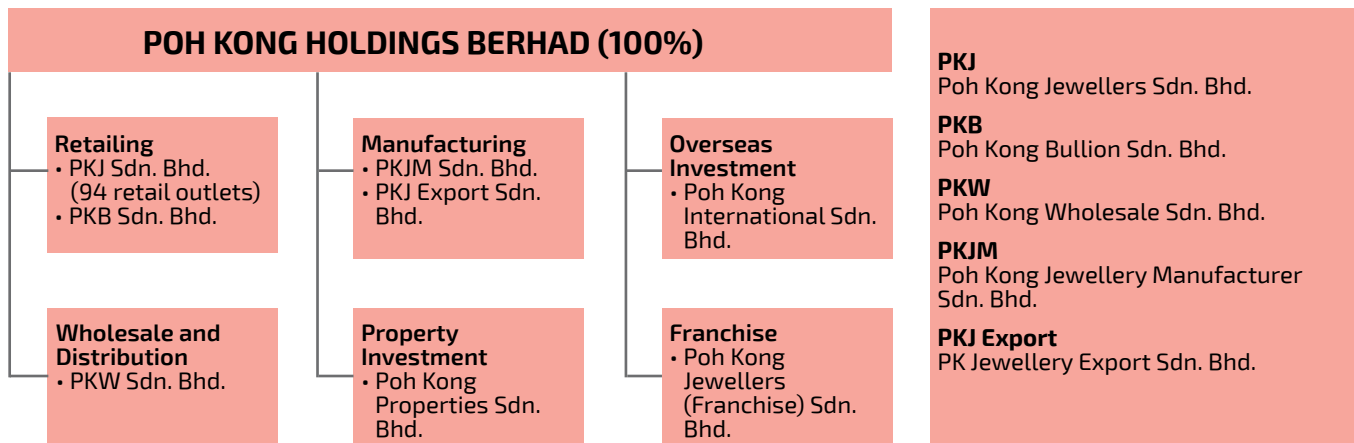 POH KONG HOLDINGS BERHAD (100%)
Retailing
• PKJ Sdn. Bhd.
(94 retail outlets)
• PKB Sdn. Bhd.
Manufacturing
• PKJM Sdn. Bhd.
• PKJ Export Sdn.
Bhd.
Overseas
Investment
• Poh Kong
International Sdn.
Bhd.
Wholesale and
Distribution
• PKW Sdn. Bhd.
Property
Investment
• Poh Kong
Properties Sdn.
Bhd.
Franchise
• Poh Kong
Jewellers
(Franchise) Sdn.
Bhd.
PKJ
Poh Kong Jewellers Sdn. Bhd.
PKB
Poh Kong Bullion Sdn. Bhd.
PKW
Poh Kong Wholesale Sdn. Bhd.
PKJM
Poh Kong Jewellery Manufacturer
Sdn. Bhd.
PKJ Export
PK Jewellery Export Sdn. Bhd.